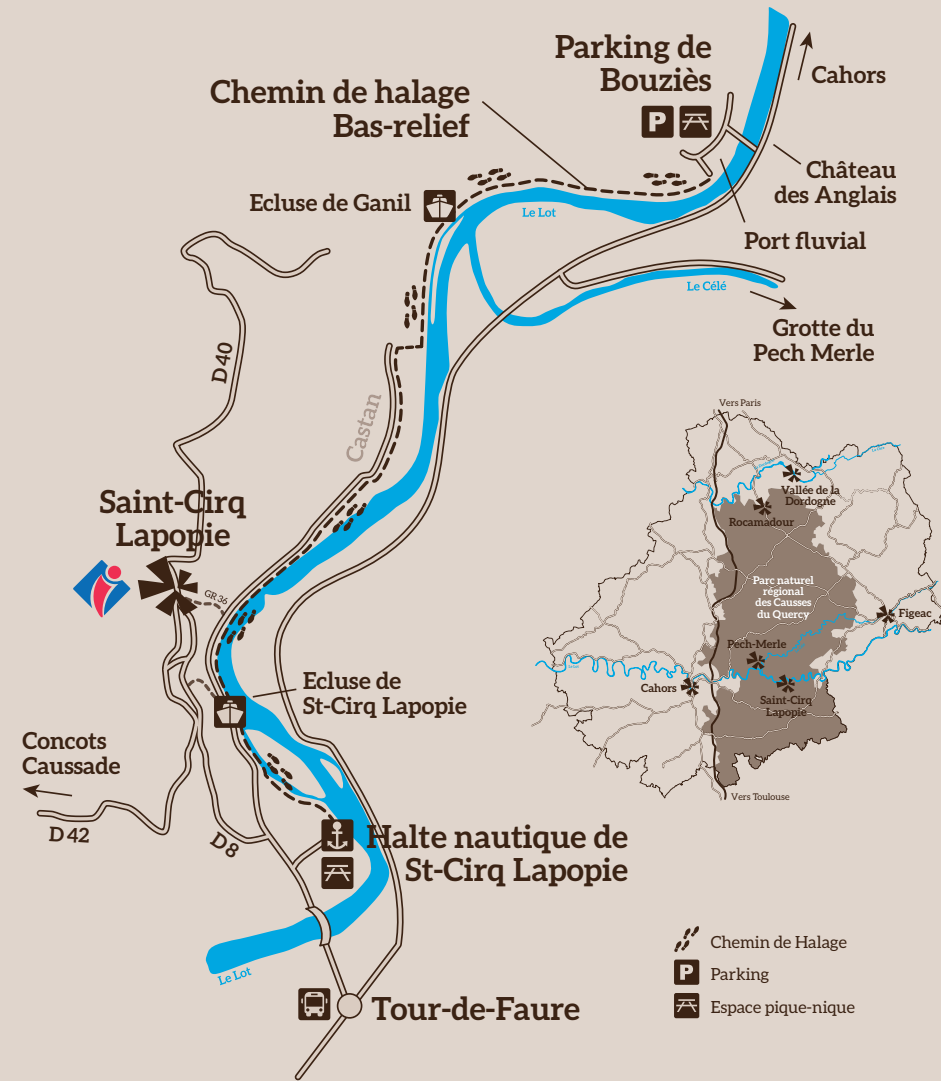 Parking de
Bouziès
P
Cahors
Chemin de halage
Bas-relief
Château
des Anglais
Ecluse de Ganil
Le Lot
Port fluvial
Le Célé
Grotte du
Pech Merle
D40
Castan
Saint-Cirq
Lapopie
GR 36
Ecluse de
St-Cirq Lapopie
Concots
Caussade
D42
D8
Halte nautique de
St-Cirq Lapopie
Le Lot
Tour-de-Faure
Vers Paris
Vallée de la
Dordogne
Rocamadour
Parc naturel
régional
des Causses
du Quercy
Figeac
Pech-Merle
Cahors
Saint-Cirq
Lapopie
Vers Toulouse
Chemin de Halage
P
Parking
Espace pique-nique